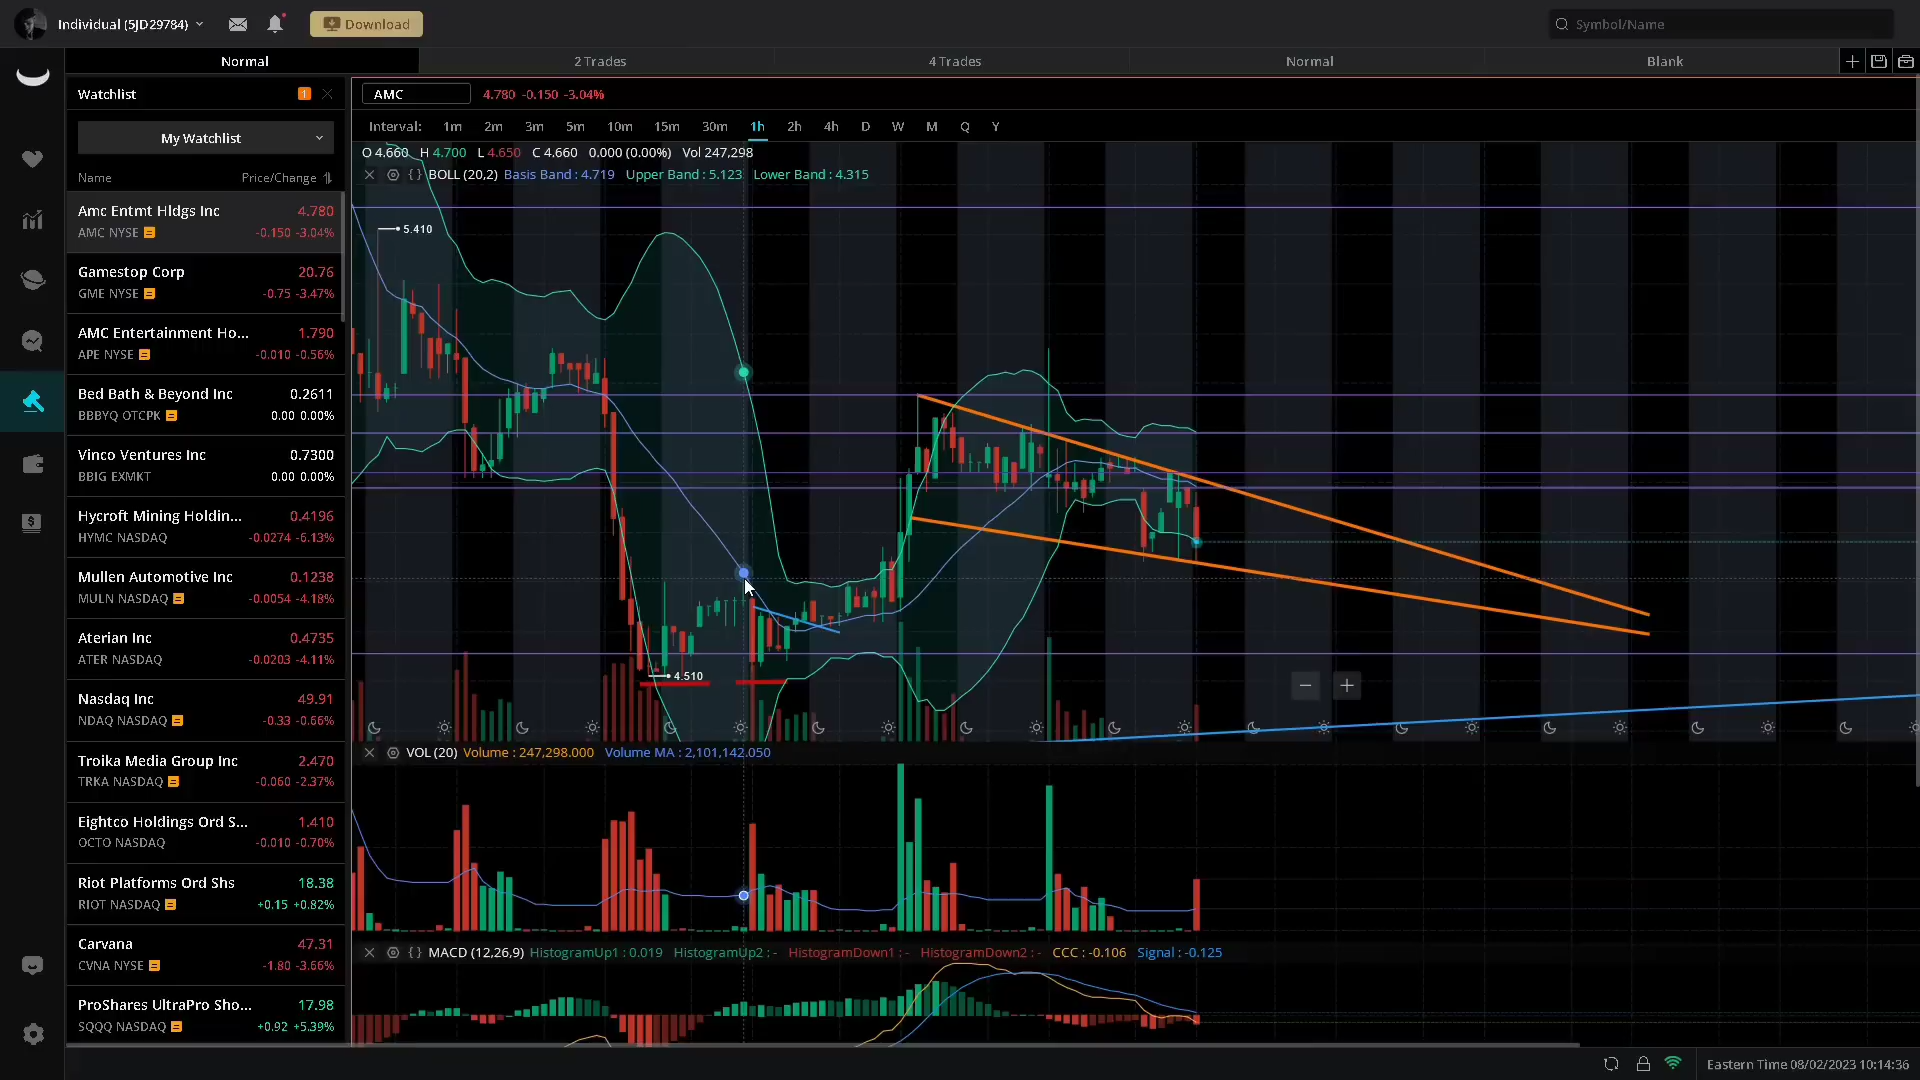 Individual (5JD29784)
Download
Symbol/Name
Normal
2 Trades
4 Trades
Normal
Blank
Watchlist
1
My Watchlist
Name Price/Change
Amc Entmt Hldgs Inc 4.780
AMC NYSE -0.150 -3.04%
Gamestop Corp 20.76
GME NYSE -0.75 -3.47%
AMC Entertainment Ho... 1.790
APE NYSE -0.010 -0.56%
Bed Bath & Beyond Inc 0.2611
BBBYQ OTCPK 0.00 0.00%
Vinco Ventures Inc 0.7300
BBIG EXMKT 0.00 0.00%
Hycroft Mining Holdin... 0.4196
HYMC NASDAQ -0.0274 -6.13%
Mullen Automotive Inc 0.1238
MULN NASDAQ -0.0054 -4.18%
Aterian Inc 0.4735
ATER NASDAQ -0.0203 -4.11%
Nasdaq Inc 49.91
NDAQ NASDAQ -0.33 -0.66%
Troika Media Group Inc 2.470
TRKA NASDAQ -0.060 -2.37%
Eightco Holdings Ord S... 1.410
OCTO NASDAQ -0.010 -0.70%
Riot Platforms Ord Shs 18.38
RIOT NASDAQ +0.15 +0.82%
Carvana 47.31
CVNA NYSE -1.80 -3.66%
ProShares UltraPro Sho... 17.98
SQQQ NASDAQ +0.92 +5.39%
AMC 4.780 -0.150 -3.04%
Interval: 1m 2m 3m 5m 10m 15m 30m 1h 2h 4h D W M Q Y
O 4.660 H 4.700 L 4.650 C 4.660 0.000 (0.00%) Vol 247,298
BOLL (20,2) Basis Band : 4.719 Upper Band : 5.123 Lower Band : 4.315
5.410
4.510
VOL (20) Volume : 247,298.000 Volume MA : 2,101,142.050
MACD (12,26,9) HistogramUp1 : 0.019 HistogramUp2 : - HistogramDown1 : - HistogramDown2 : - CCC : -0.106 Signal : -0.125
Eastern Time 08/02/2023 10:14:36